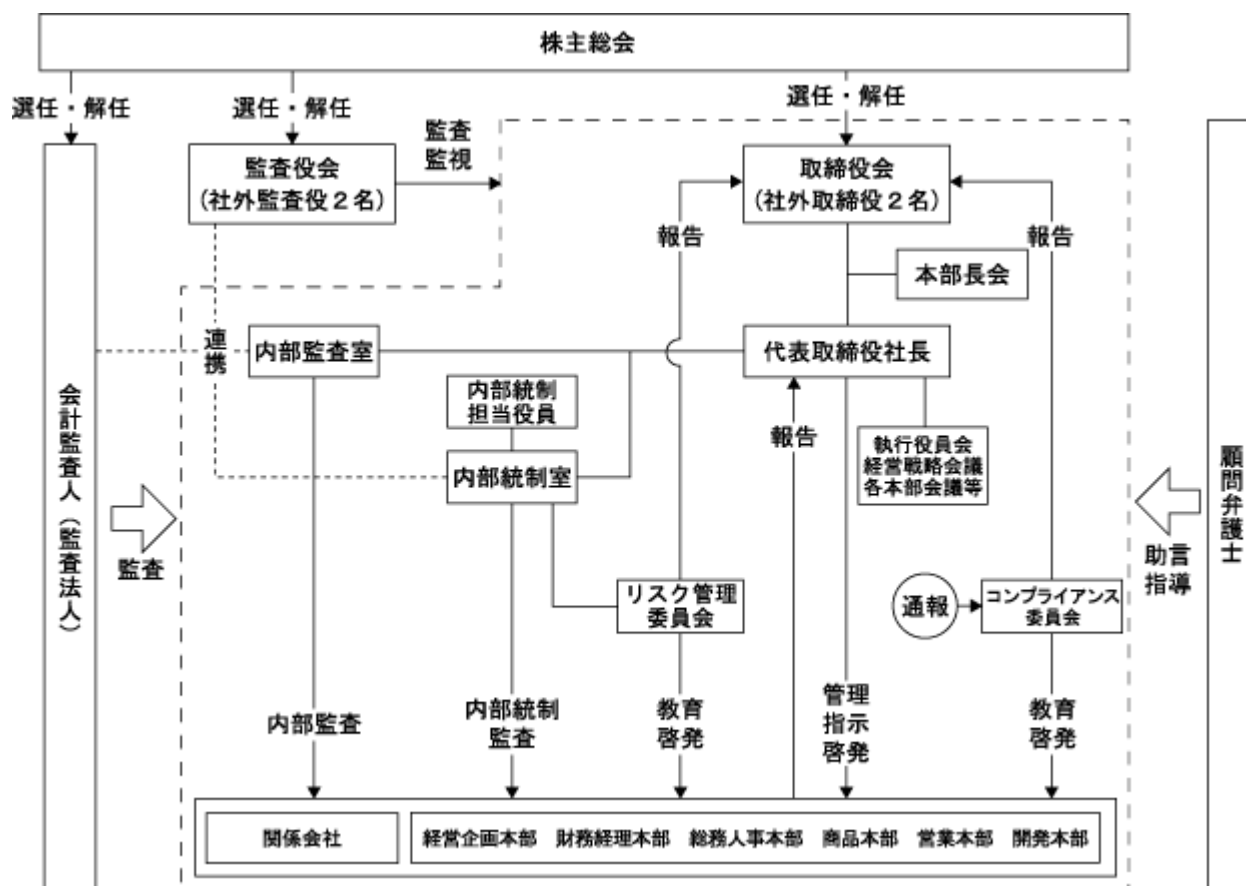 株主総会
選任・解任
選任・解任
選任・解任
監査役会
（社外監査役２名）
監査
監視
取締役会
（社外取締役２名）
報告
報告
本部長会
連携
内部監査室
代表取締役社長
内部統制
担当役員
内部統制室
報告
執行役員会
経営戦略会議
各本部会議等
会計監査人（監査法人）
監査
顧問弁護士
助言
指導
リスク管理
委員会
通報
コンプライアンス
委員会
内部監査
内部統制
監査
教育
啓発
管理
指示
啓発
教育
啓発
関係会社
経営企画本部　財務経理本部　総務人事本部　商品本部　営業本部　開発本部